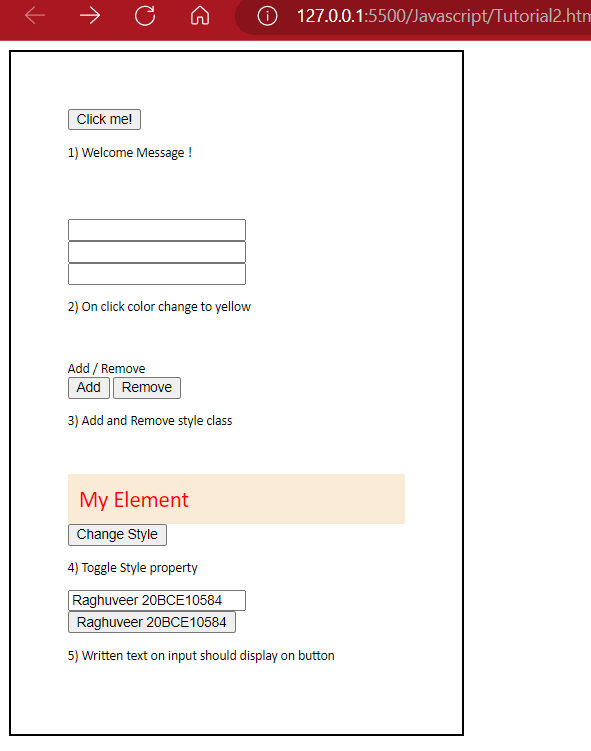 127.0.0.1:5500/Javascript/Tutorial2.htm
Click me!
1) Welcome Message !
2) On click color change to yellow
Add / Remove
Add Remove
3) Add and Remove style class
My Element
Change Style
4) Toggle Style property
Raghuveer 20BCE10584
Raghuveer 20BCE10584
5) Written text on input should display on button